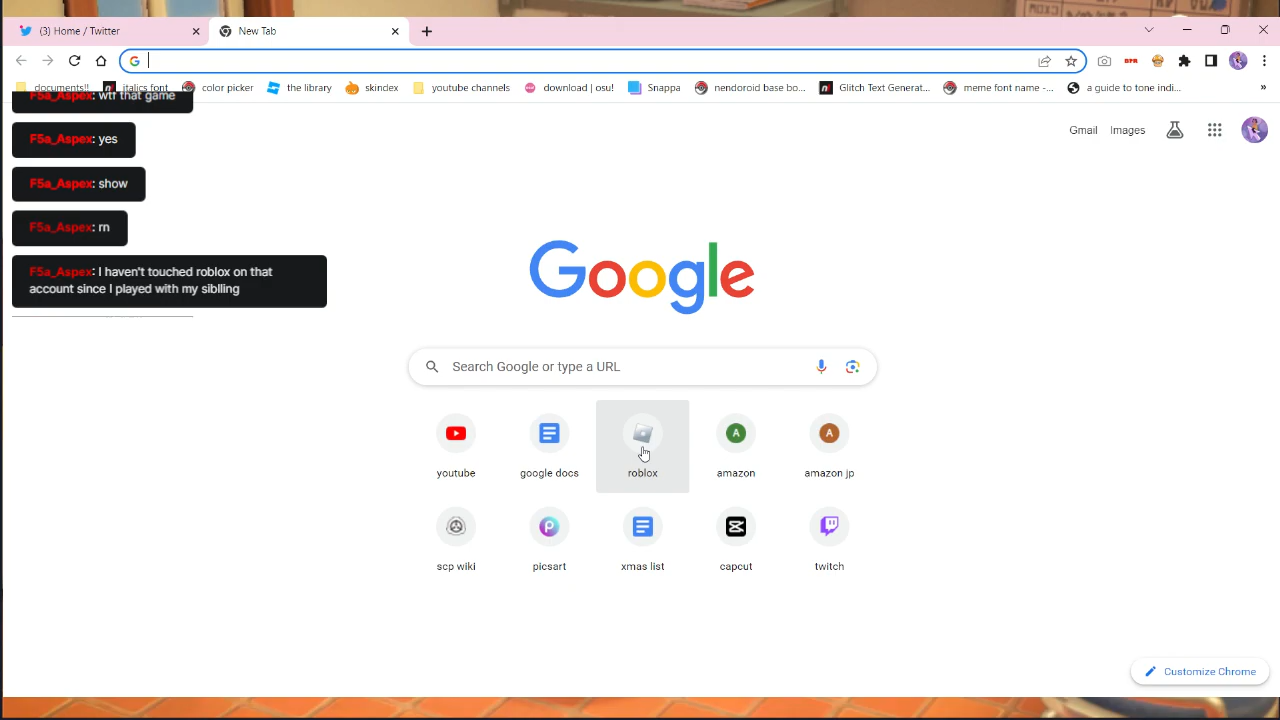 (3) Home / Twitter
New Tab
documents!!
italics font
color picker
the library
skindex
youtube channels
download | osu!
Snappa
nendoroid base bo...
Glitch Text Generat...
meme font name -...
a guide to tone indi...
»
F5a_Aspex: wtf that game
F5a_Aspex: yes
F5a_Aspex: show
F5a_Aspex: rn
F5a_Aspex: I haven't touched roblox on that
account since I played with my siblling
Gmail
Images
Google
Search Google or type a URL
youtube
google docs
roblox
A
amazon
A
amazon jp
scp wiki
picsart
xmas list
capcut
twitch
Customize Chrome